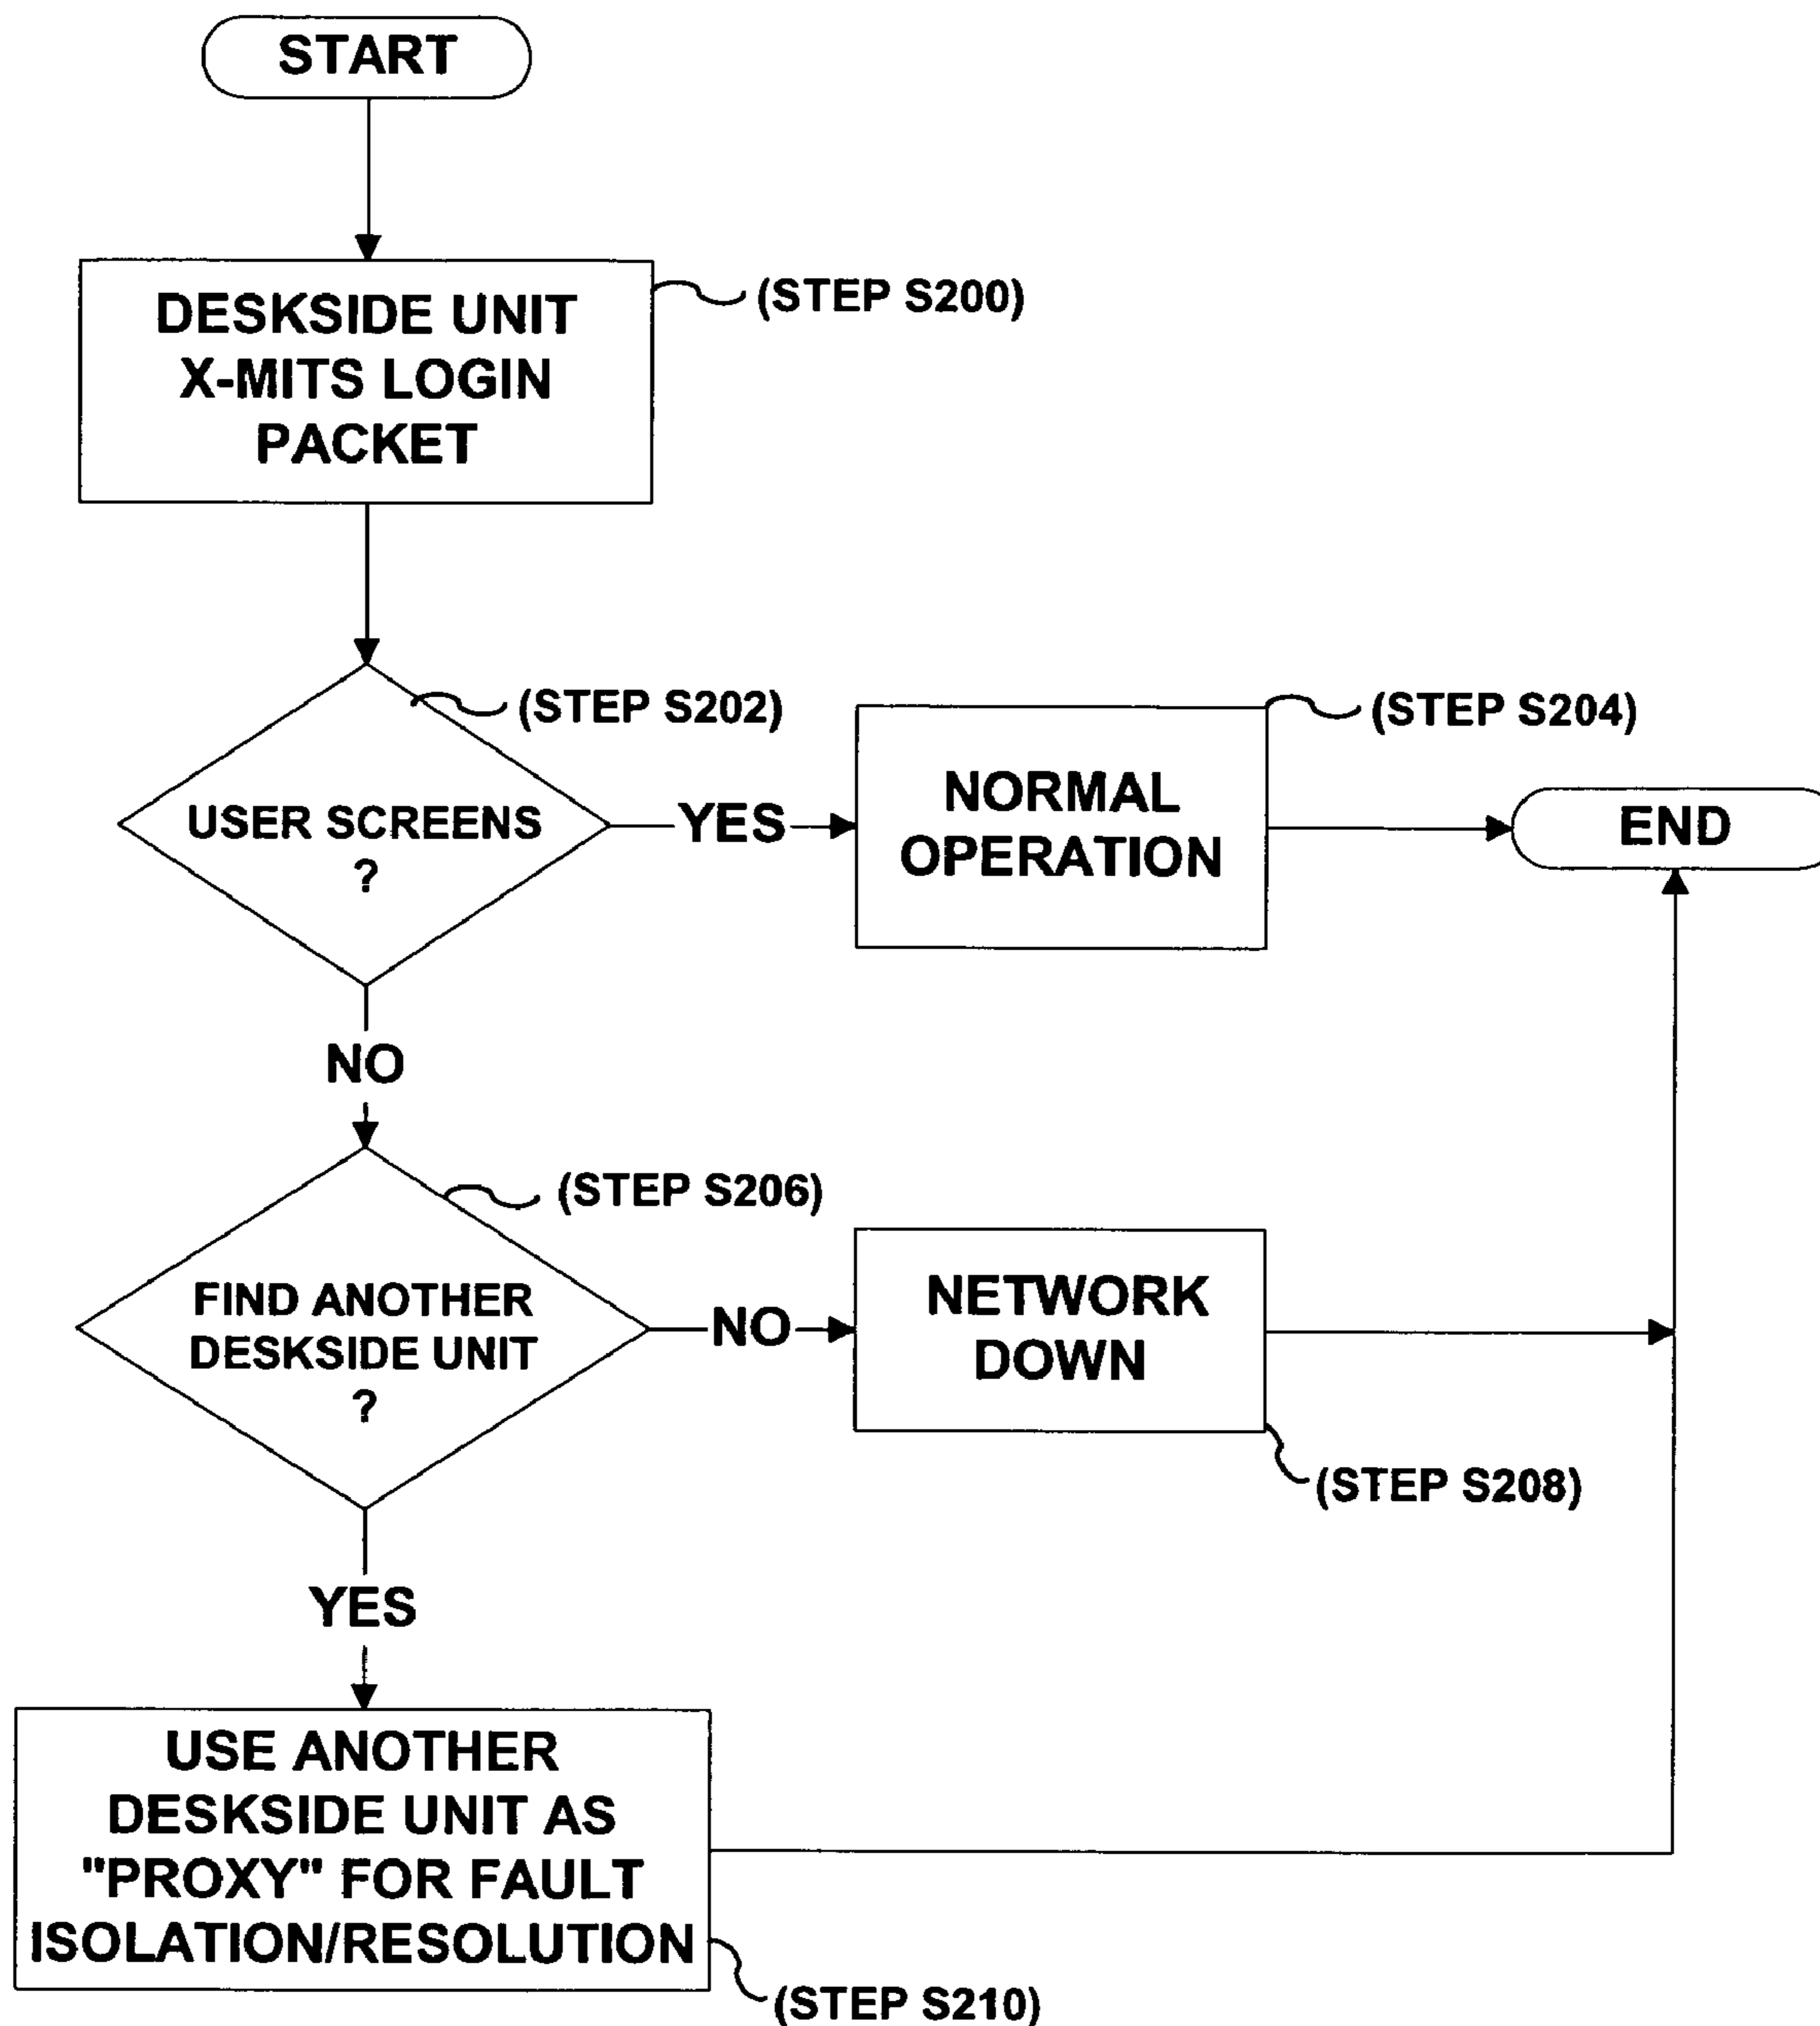 START
DESKSIDE UNIT
X-MITS LOGIN
PACKET
(STEP S200)
(STEP S202)
USER SCREENS
?
YES
NORMAL
OPERATION
(STEP S204)
END
NO
(STEP S206)
FIND ANOTHER
DESKSIDE UNIT
?
NO
NETWORK
DOWN
(STEP S208)
YES
USE ANOTHER
DESKSIDE UNIT AS
"PROXY" FOR FAULT
ISOLATION/RESOLUTION
(STEP S210)